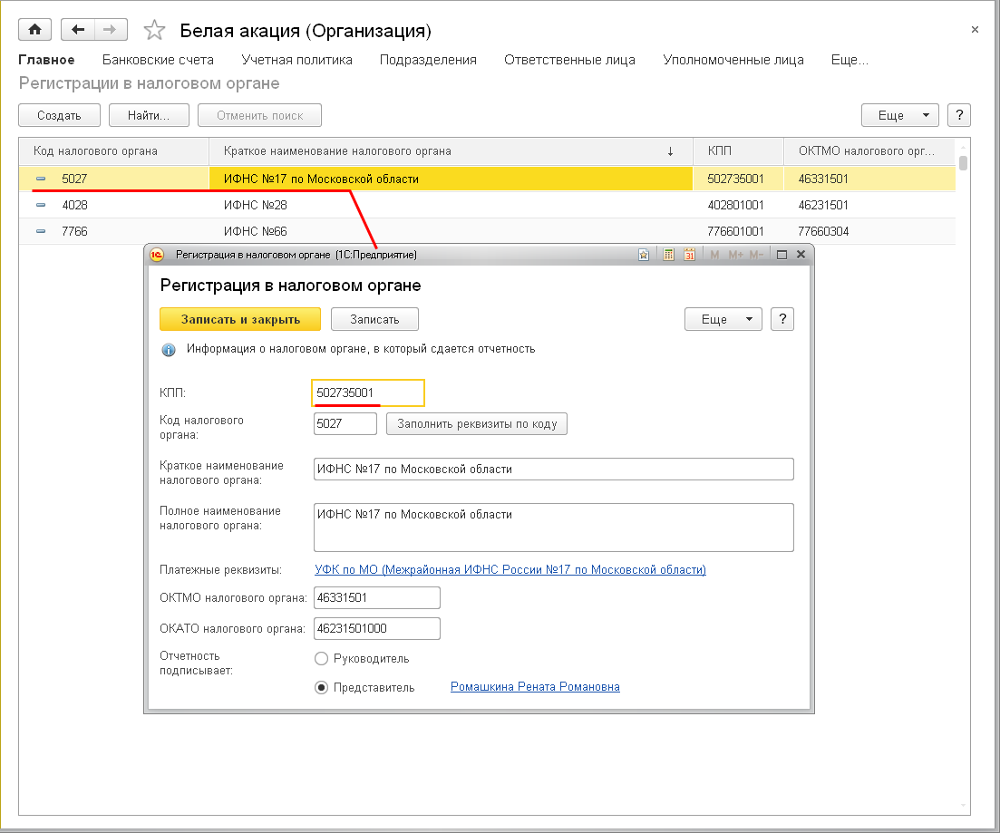 Белая акация (Организация)
Главное Банковские счета Учетная политика Подразделения Ответственные лица Уполномоченные лица Еще...
Регистрации в налоговом органе
Создать Найти... Отменить поиск Еще ?
Код налогового органа Краткое наименование налогового органа ↓ КПП ОКТМО налогового орг...
5027 ИФНС №17 по Московской области 502735001 46331501
4028 ИФНС №28 402801001 46231501
7766 ИФНС №66 776601001 77660304
1С Регистрация в налоговом органе (1С:Предприятие) 31 M M+ M-
Регистрация в налоговом органе
Записать и закрыть Записать Еще ?
Информация о налоговом органе, в который сдается отчетность
КПП: 502735001
Код налогового
органа: 5027 Заполнить реквизиты по коду
Краткое наименование
налогового органа: ИФНС №17 по Московской области
Полное наименование
налогового органа: ИФНС №17 по Московской области
Платежные реквизиты: УФК по МО (Межрайонная ИФНС России №17 по Московской области)
ОКТМО налогового органа: 46331501
ОКАТО налогового органа: 46231501000
Отчетность
подписывает: Руководитель
Представитель Ромашкина Рената Романовна